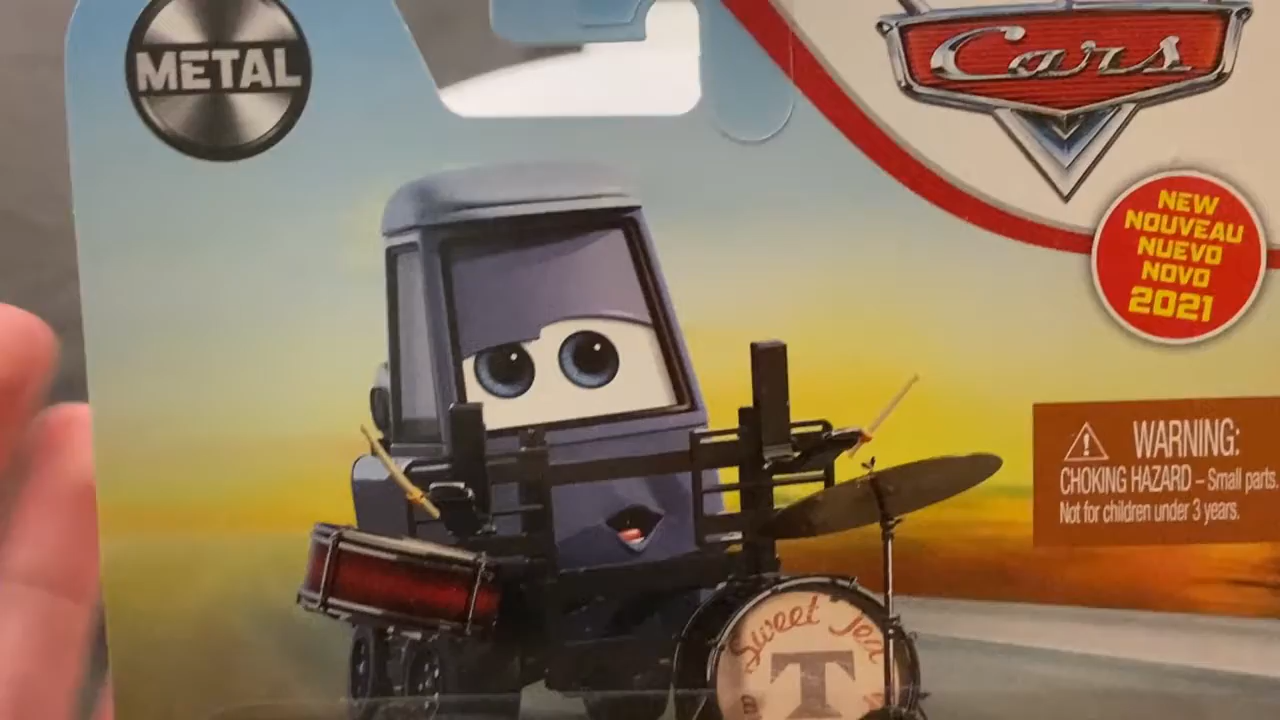 METAL
Cars
NEW
NOUVEAU
NUEVO
NOVO
2021
WARNING:
CHOKING HAZARD – Small parts.
Not for children under 3 years.
Sweet Tea
T